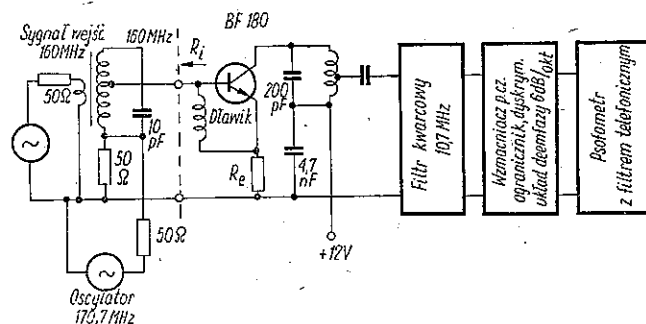 BF 180
Sygnał wejśc.
160MHz
160MHz
Ri
50Ω
10
pF
50
Ω
Dławik
Re
200
pF
4,7
nF
+12V
50Ω
Oscylator
170,7MHz
Filtr kwarcowy
10,7 MHz
Wzmacniacz p.cz.
ogranicznik, dyskrym.
układ deemfazy 6dB/okt
Psofometr
z filtrem telefonicznym